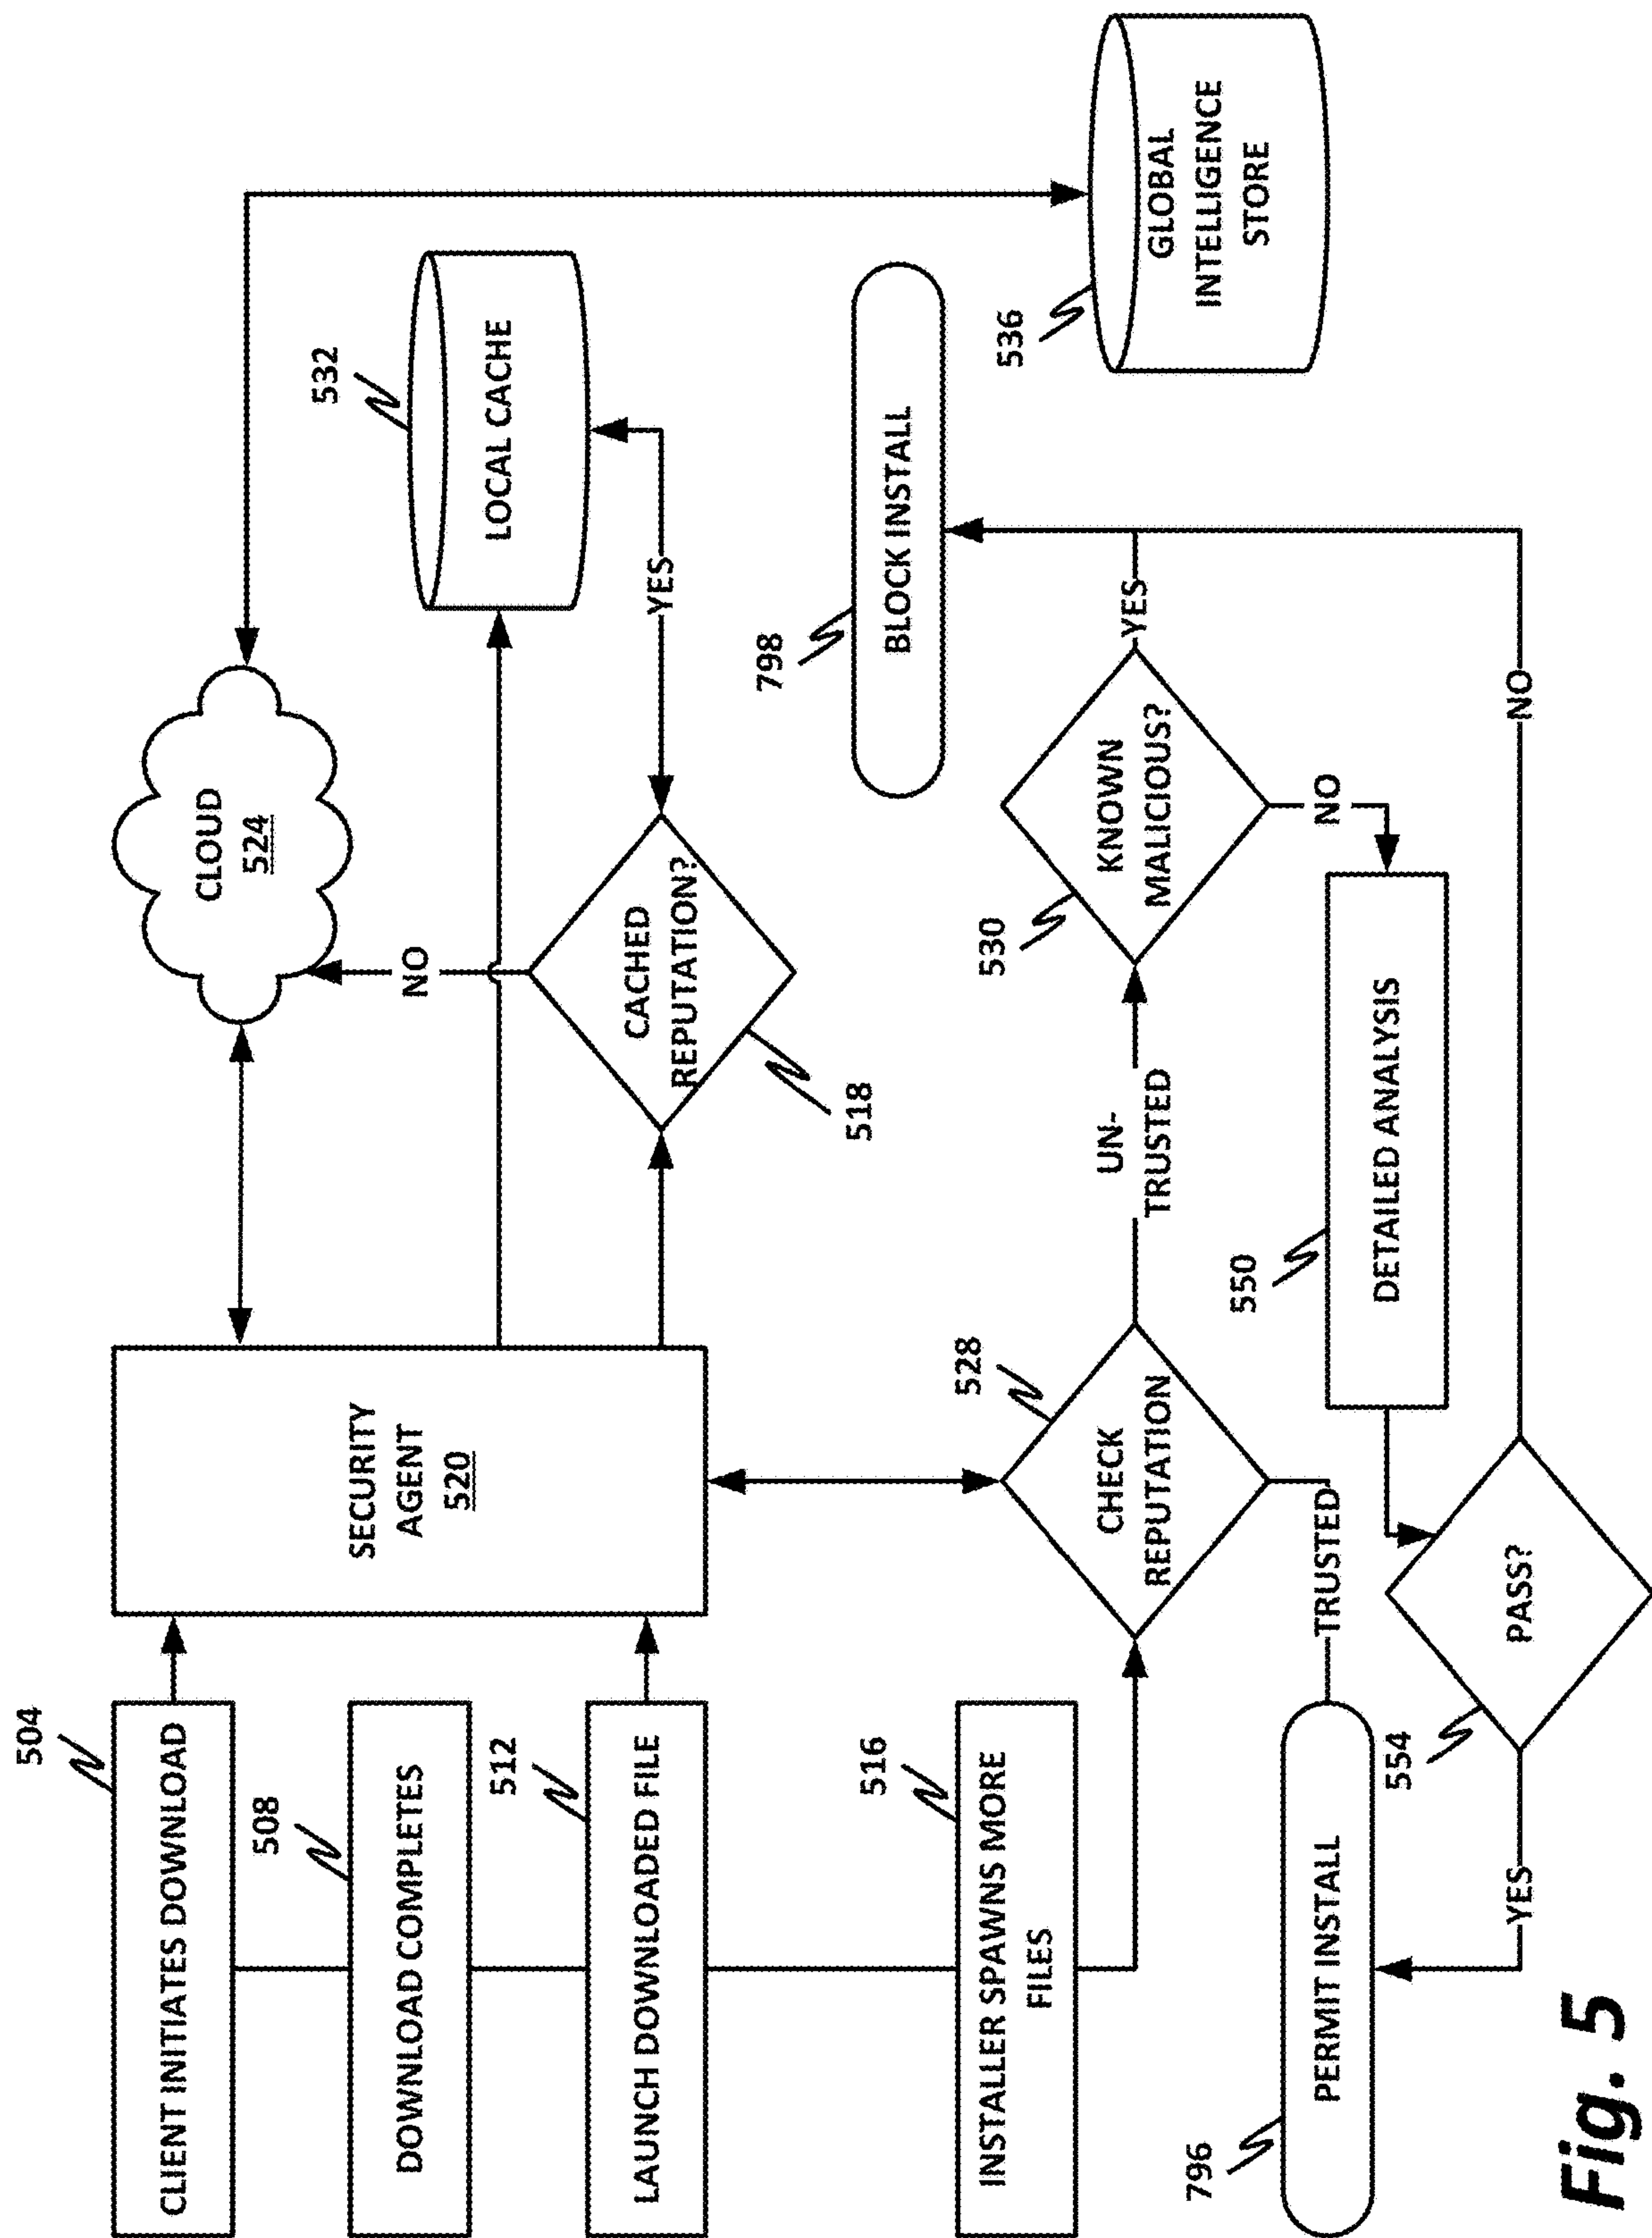 504
CLIENT INITIATES DOWNLOAD
508
DOWNLOAD COMPLETES
512
LAUNCH DOWNLOADED FILE
516
INSTALLER SPAWNS MORE
FILES
796
PERMIT INSTALL
SECURITY
AGENT
520
CLOUD
524
NO
CACHED
REPUTATION?
518
YES
532
LOCAL CACHE
528
CHECK
REPUTATION
TRUSTED
UN-
TRUSTED
530
KNOWN
MALICIOUS?
YES
NO
798
BLOCK INSTALL
536
GLOBAL
INTELLIGENCE
STORE
550
DETAILED ANALYSIS
554
PASS?
YES
NO
Fig. 5